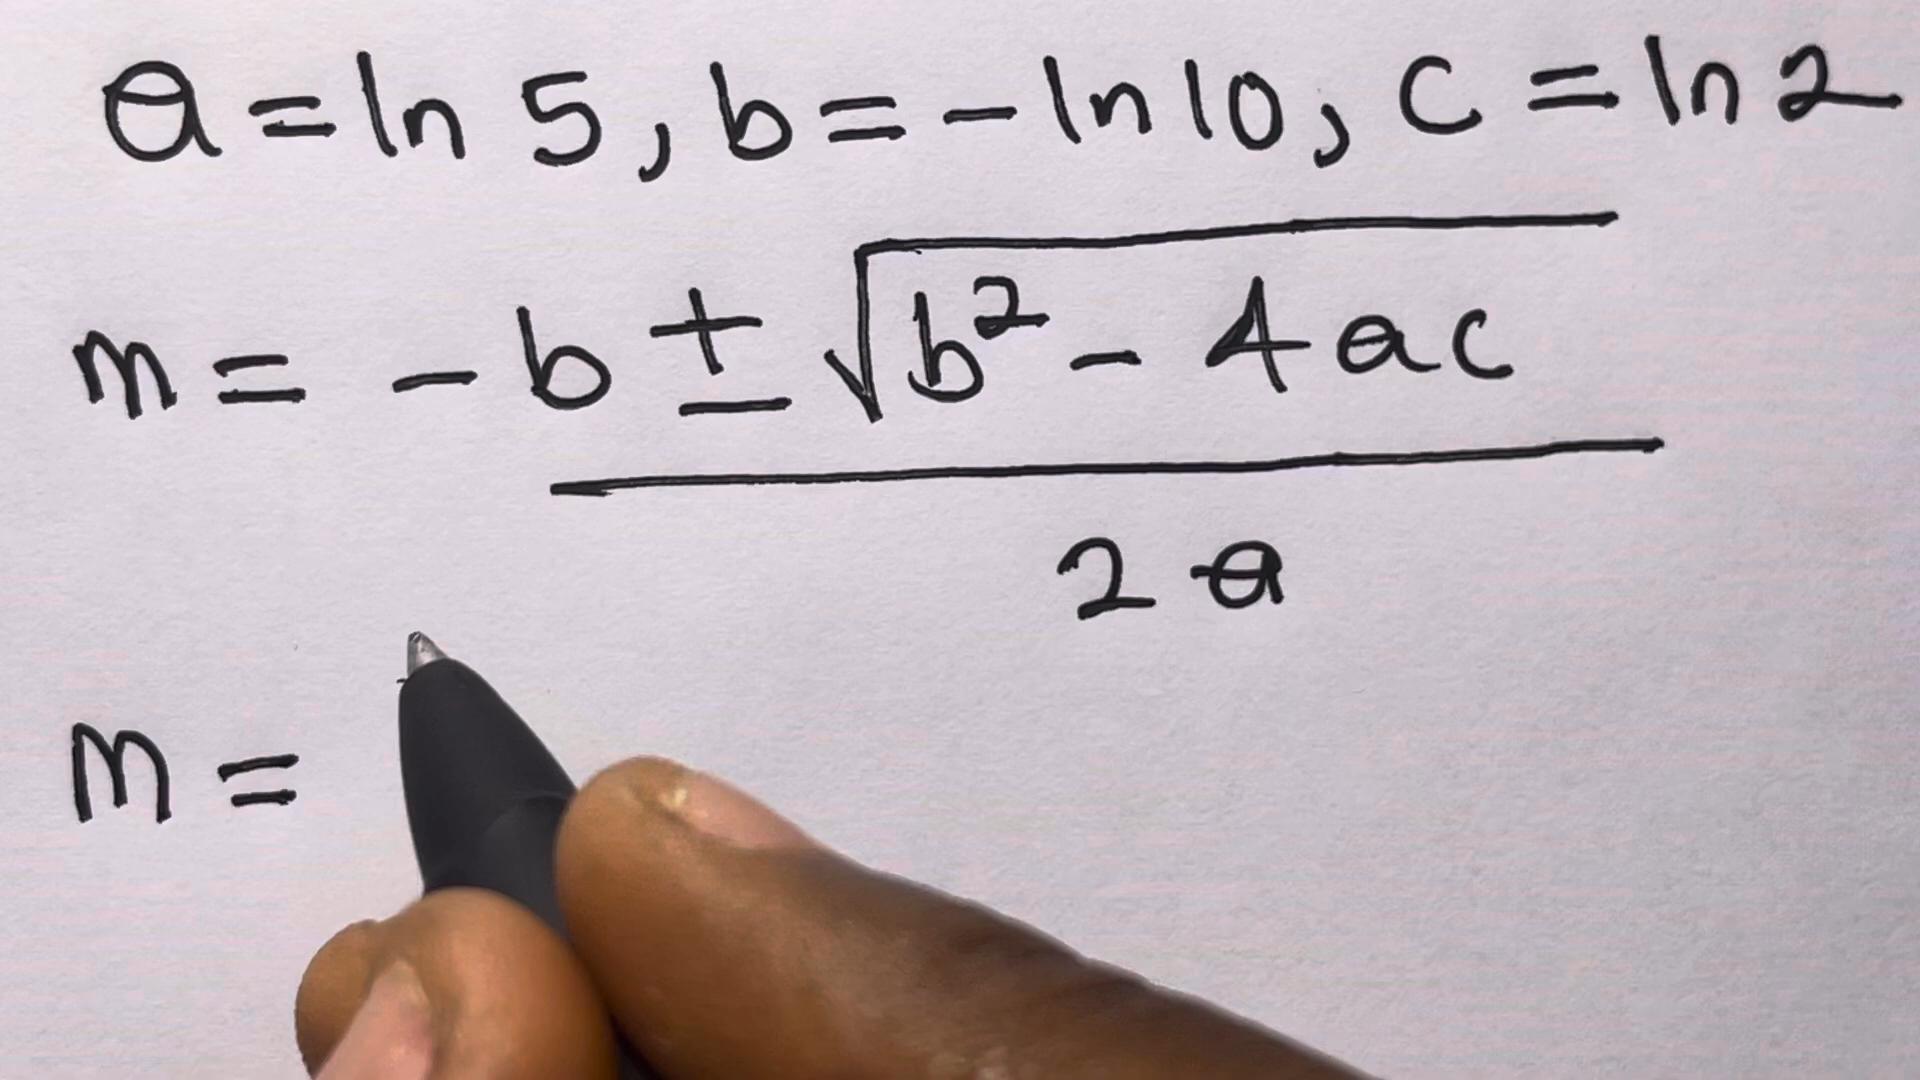 a = ln 5, b = - ln 10, c = ln 2
m = - b ± √b² - 4ac
2a
m =